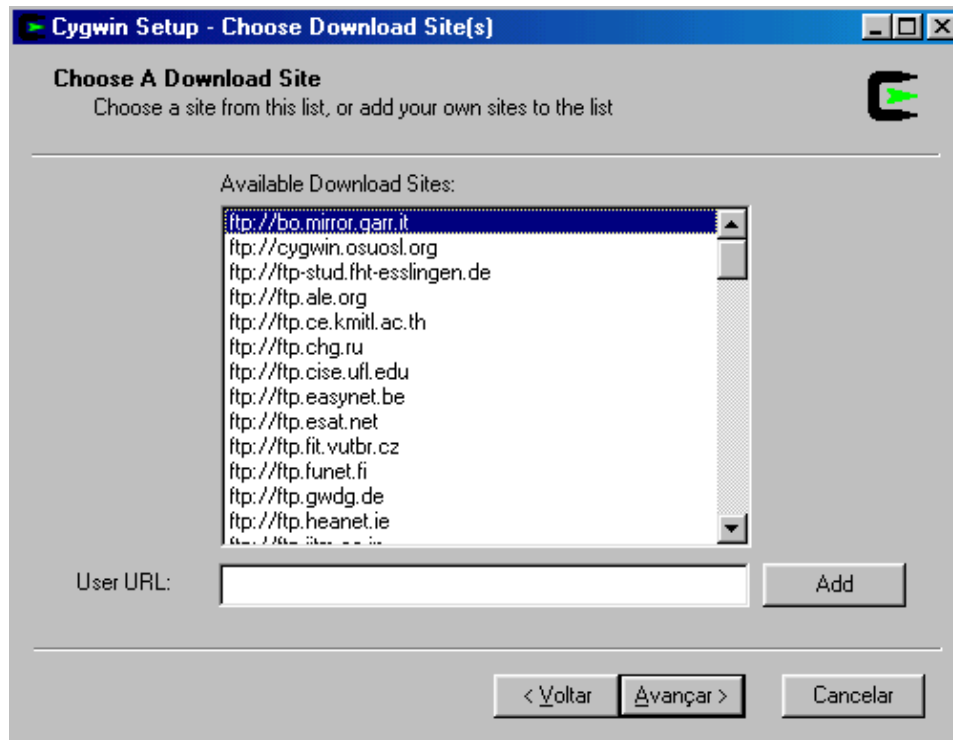 Cygwin Setup - Choose Download Site(s)
Choose A Download Site
Choose a site from this list, or add your own sites to the list
Available Download Sites:
ftp://bo.mirror.garr.it
ftp://cygwin.osuosl.org
ftp://ftp-stud.fht-esslingen.de
ftp://ftp.ale.org
ftp://ftp.ce.kmitl.ac.th
ftp://ftp.chg.ru
ftp://ftp.cise.ufl.edu
ftp://ftp.easynet.be
ftp://ftp.esat.net
ftp://ftp.fit.vutbr.cz
ftp://ftp.funet.fi
ftp://ftp.gwdg.de
ftp://ftp.heanet.ie
User URL:
Add
< Voltar
Avançar >
Cancelar